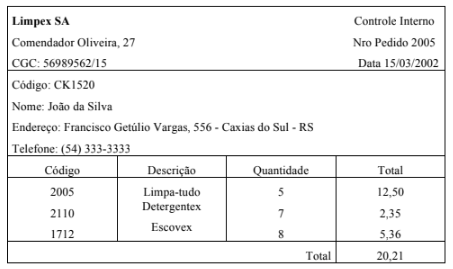 Limpex SA Controle Interno
Comendador Oliveira, 27 Nro Pedido 2005
CGC: 56989562/15 Data 15/03/2002
Código: CK1520
Nome: João da Silva
Endereço: Francisco Getúlio Vargas, 556 - Caxias do Sul - RS
Telefone: (54) 333-3333
Código Descrição Quantidade Total
2005 Limpa-tudo 5 12,50
2110 Detergentex 7 2,35
1712 Escovex 8 5,36
Total 20,21